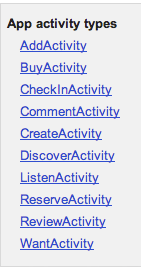 App activity types
AddActivity
BuyActivity
CheckInActivity
CommentActivity
CreateActivity
DiscoverActivity
ListenActivity
ReserveActivity
ReviewActivity
WantActivity